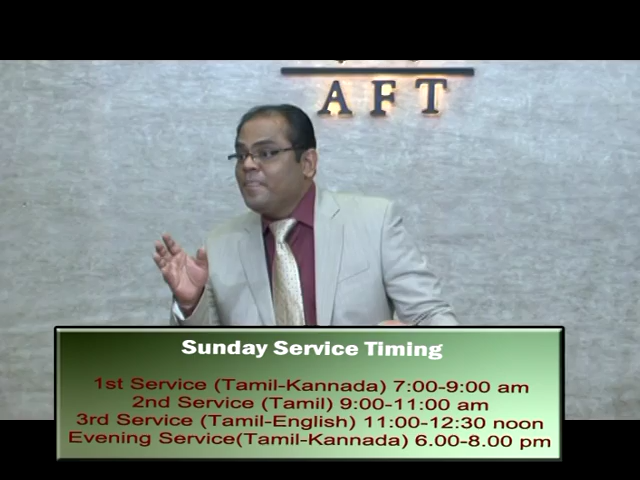 AFT
Sunday Service Timing
1st Service (Tamil-Kannada) 7:00-9:00 am
2nd Service (Tamil) 9:00-11:00 am
3rd Service (Tamil-English) 11:00-12:30 noon
Evening Service(Tamil-Kannada) 6.00-8.00 pm